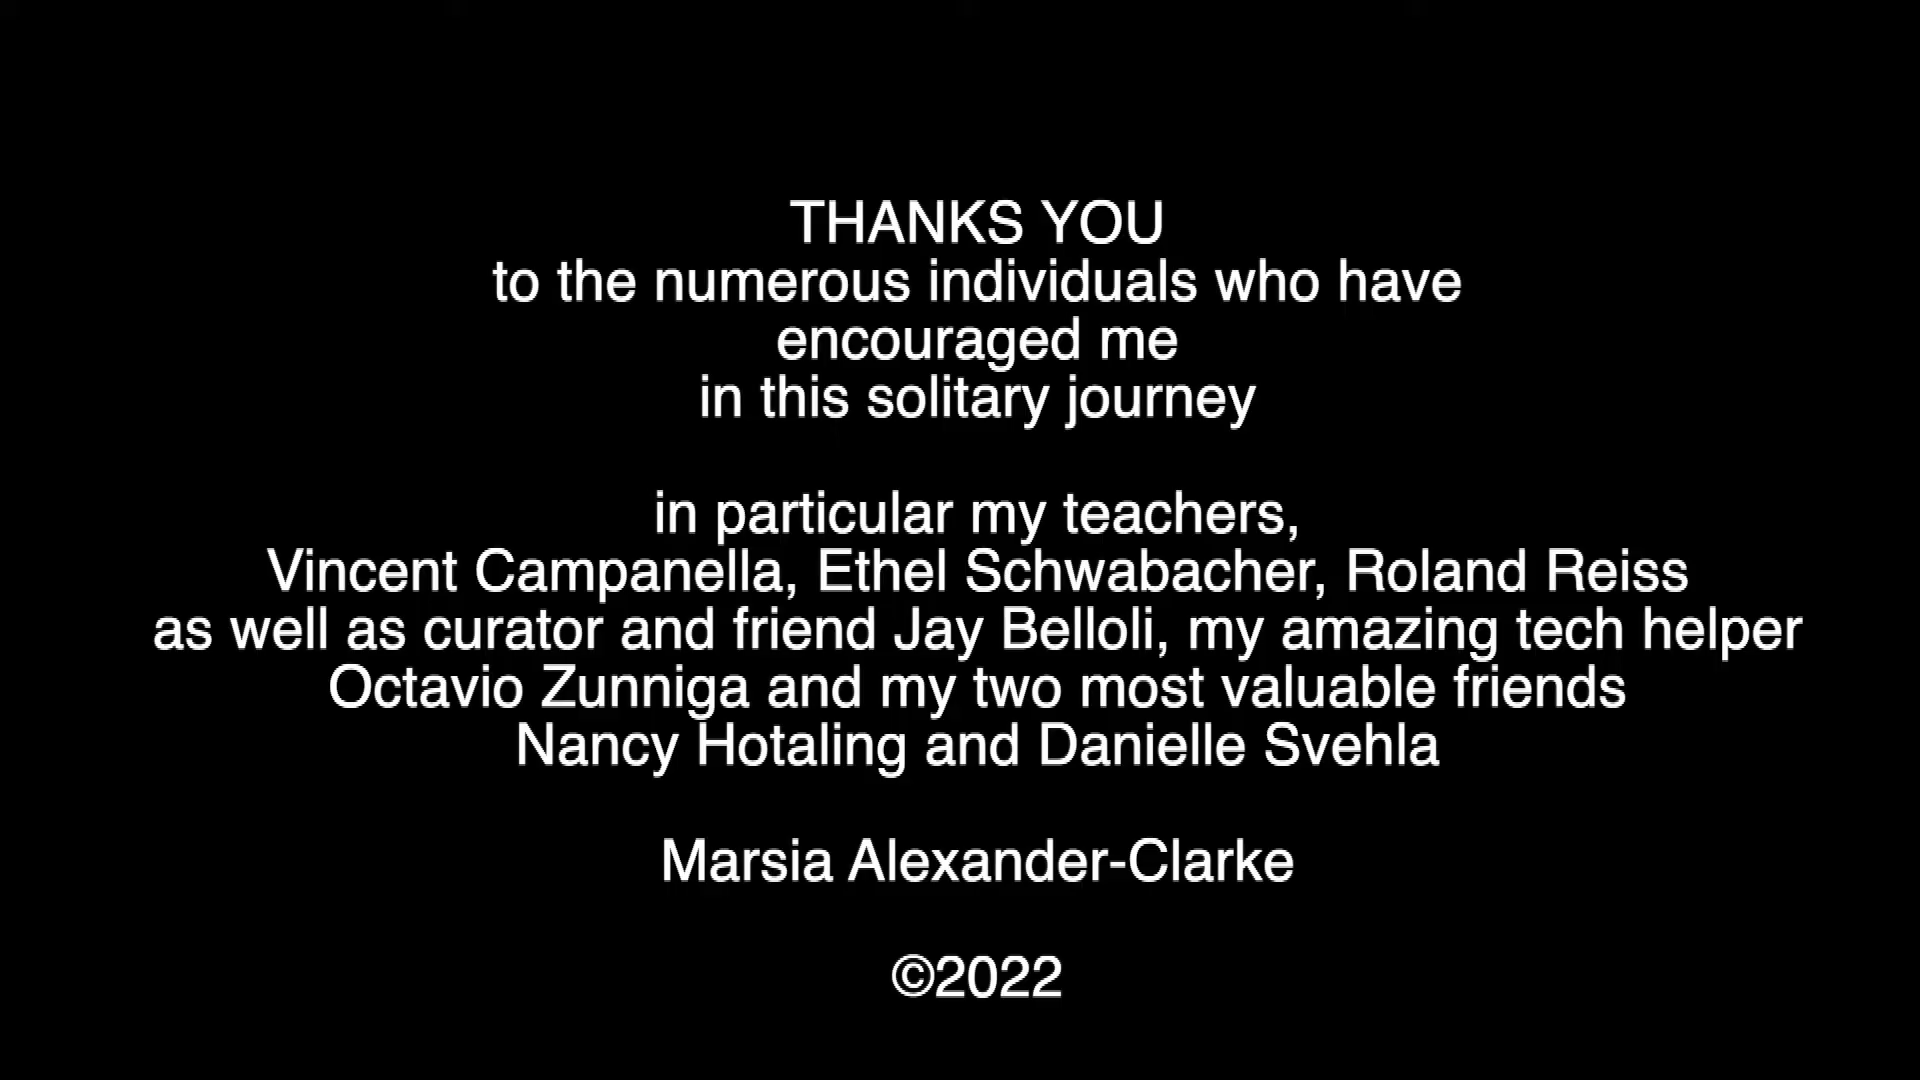 THANKS YOU
to the numerous individuals who have
encouraged me
in this solitary journey
in particular my teachers,
Vincent Campanella, Ethel Schwabacher, Roland Reiss
as well as curator and friend Jay Belloli, my amazing tech helper
Octavio Zunniga and my two most valuable friends
Nancy Hotaling and Danielle Svehla
Marsia Alexander-Clarke
©2022